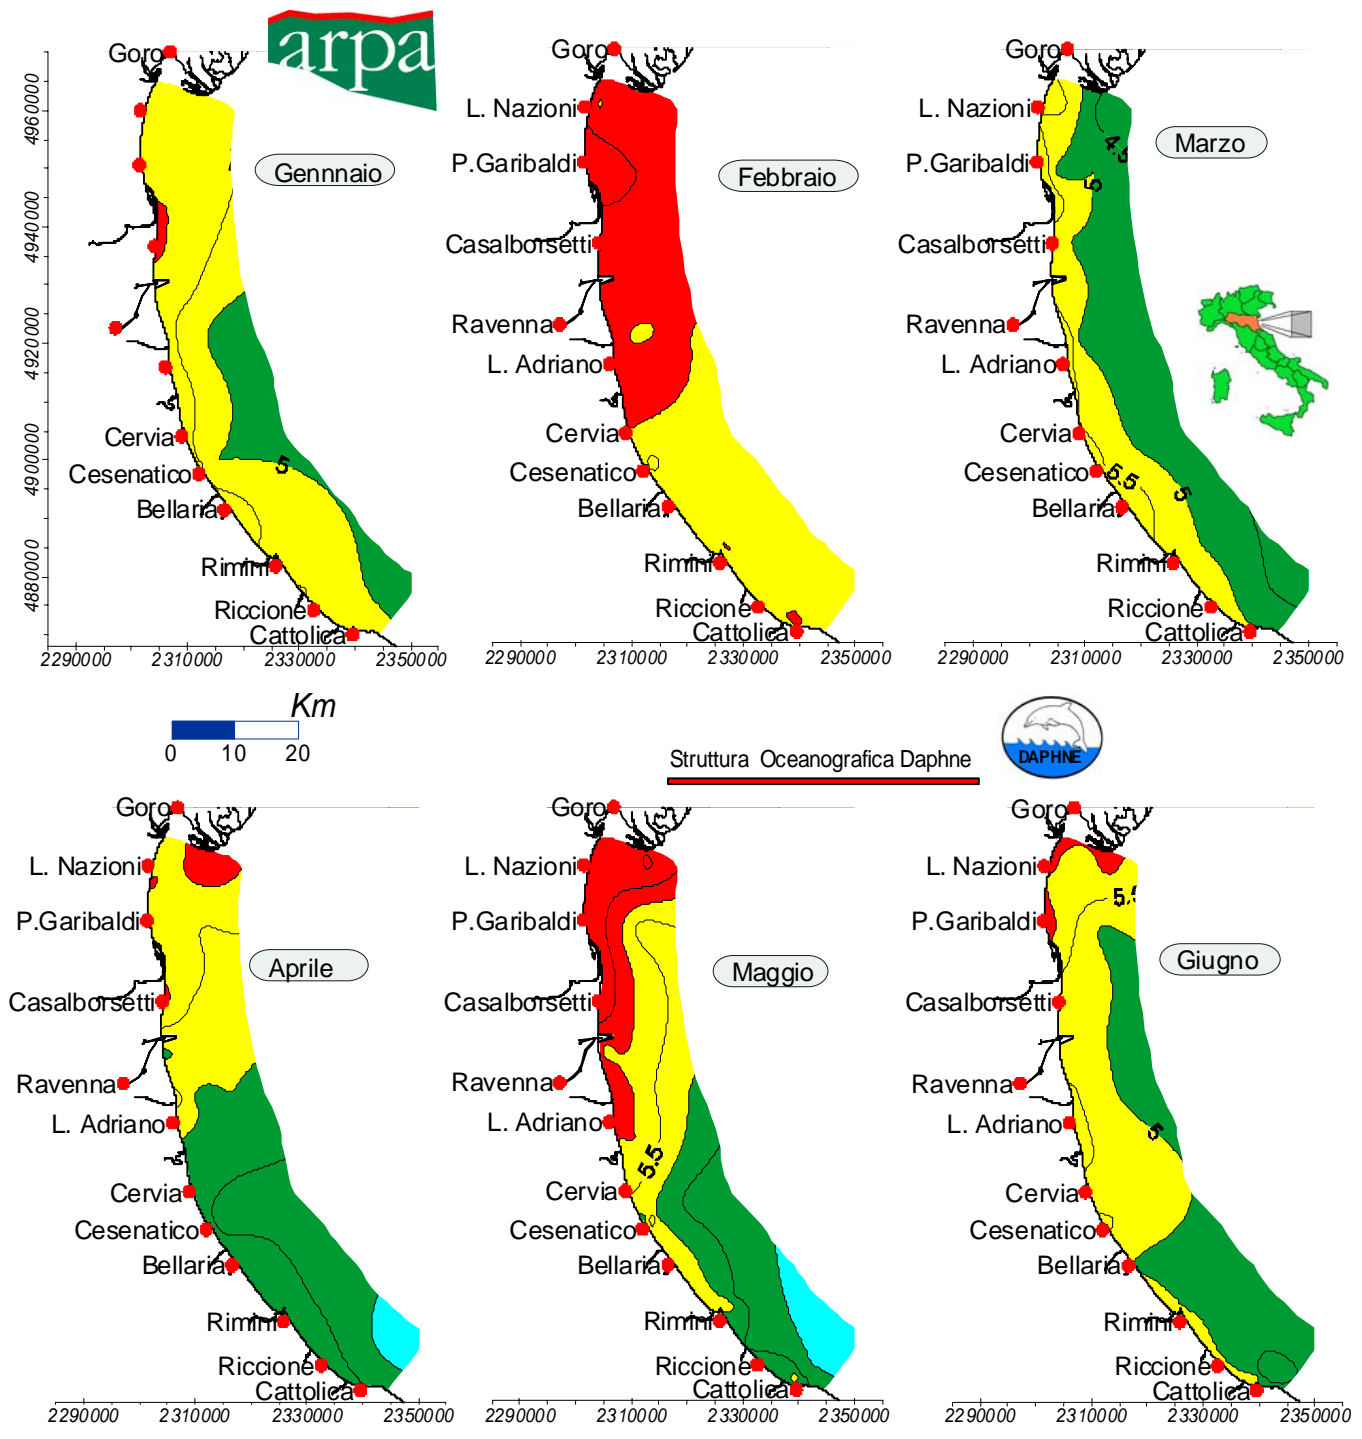 arpa
Goro
Gennnaio
Cervia
Cesenatico
Bellaria
Rimini
Riccione
Cattolica
5
4960000
4940000
4920000
4900000
4880000
2290000 2310000 2330000 2350000
Goro
L. Nazioni
P.Garibaldi
Febbraio
Casalborsetti
Ravenna
L. Adriano
Cervia
Cesenatico
Bellaria
Rimini
Riccione
Cattolica
2290000 2310000 2330000 2350000
Goro
L. Nazioni
4.5
Marzo
P.Garibaldi
5
Casalborsetti
Ravenna
L. Adriano
Cervia
Cesenatico
5.5
5
Bellaria
Rimini
Riccione
Cattolica
2290000 2310000 2330000 2350000
Km
0 10 20
Struttura Oceanografica Daphne
DAPHNE
Goro
L. Nazioni
P.Garibaldi
Aprile
Casalborsetti
Ravenna
L. Adriano
Cervia
Cesenatico
Bellaria
Rimini
Riccione
Cattolica
2290000 2310000 2330000 2350000
Goro
L. Nazioni
P.Garibaldi
Maggio
Casalborsetti
Ravenna
L. Adriano
5.5
Cervia
Cesenatico
Bellaria
Rimini
Riccione
Cattolica
2290000 2310000 2330000 2350000
Goro
L. Nazioni
5.5
P.Garibaldi
Giugno
Casalborsetti
Ravenna
L. Adriano
5
Cervia
Cesenatico
Bellaria
Rimini
Riccione
Cattolica
2290000 2310000 2330000 2350000